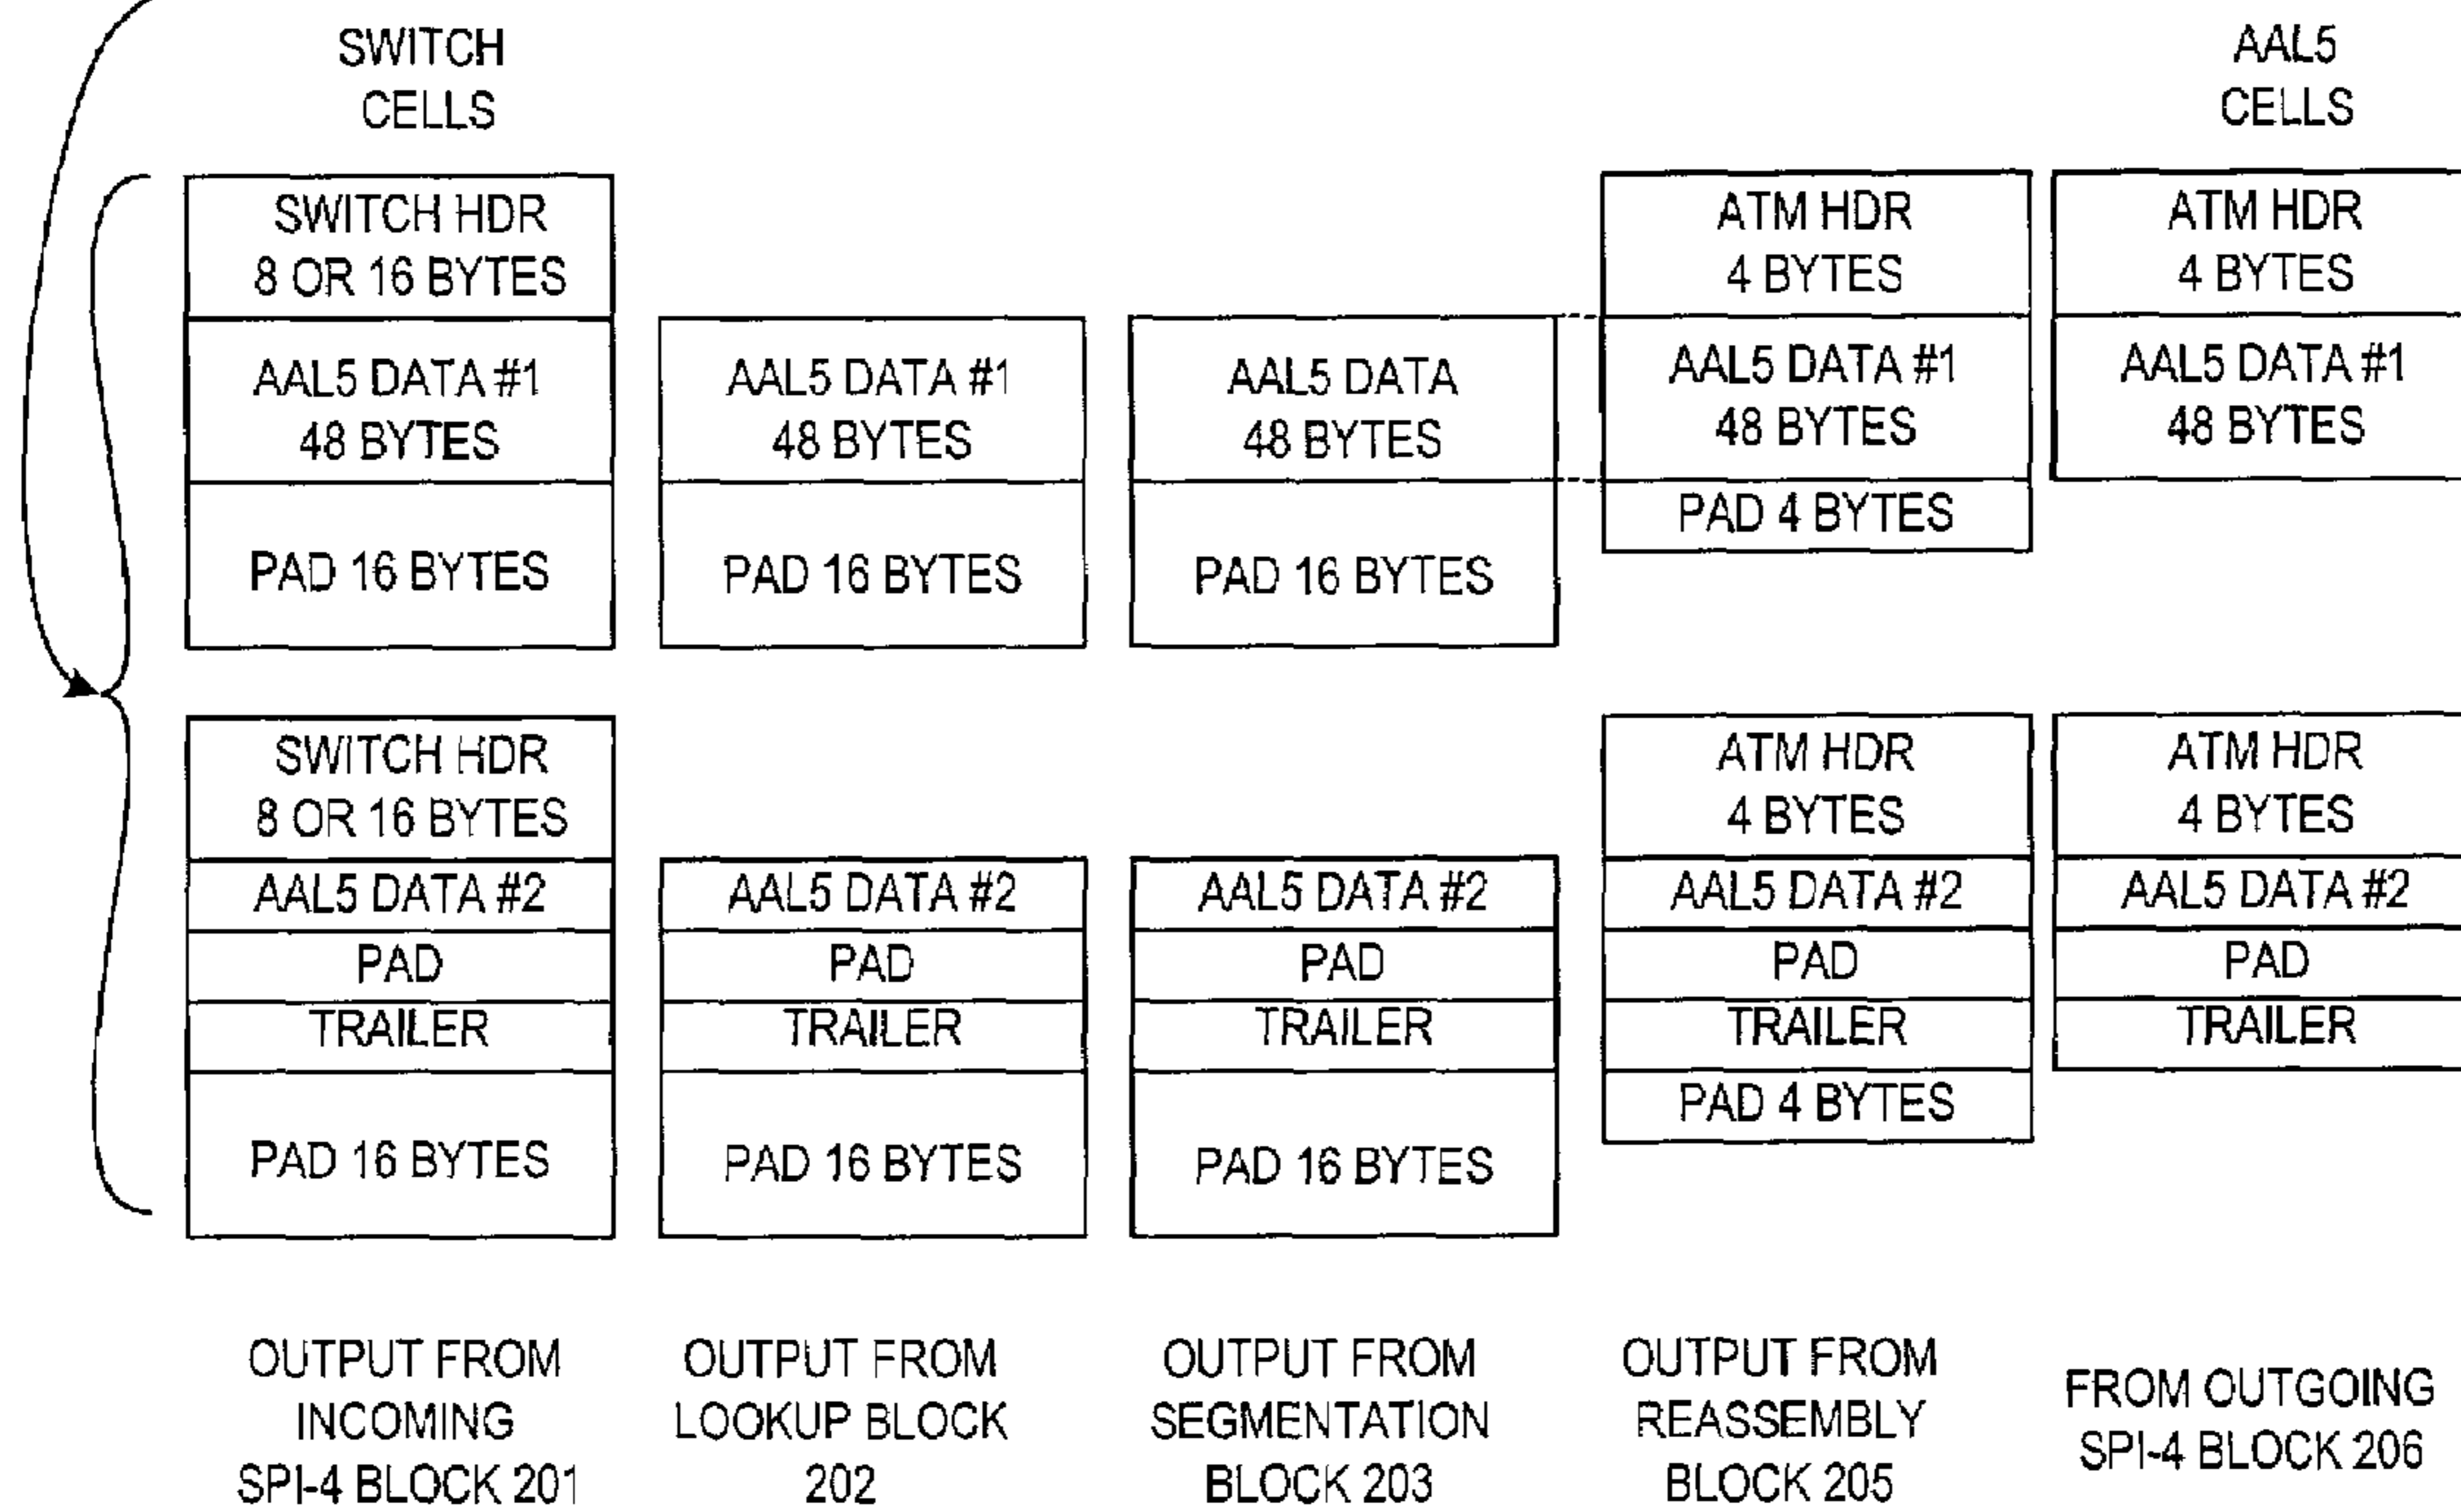 SWITCH
CELLS
AAL5
CELLS
SWITCH HDR
8 OR 16 BYTES
AAL5 DATA #1
48 BYTES
PAD 16 BYTES
AAL5 DATA #1
48 BYTES
PAD 16 BYTES
AAL5 DATA
48 BYTES
PAD 16 BYTES
ATM HDR
4 BYTES
AAL5 DATA #1
48 BYTES
PAD 4 BYTES
ATM HDR
4 BYTES
AAL5 DATA #1
48 BYTES
SWITCH HDR
8 OR 16 BYTES
AAL5 DATA #2
PAD
TRAILER
PAD 16 BYTES
AAL5 DATA #2
PAD
TRAILER
PAD 16 BYTES
AAL5 DATA #2
PAD
TRAILER
PAD 16 BYTES
ATM HDR
4 BYTES
AAL5 DATA #2
PAD
TRAILER
PAD 4 BYTES
ATM HDR
4 BYTES
AAL5 DATA #2
PAD
TRAILER
OUTPUT FROM
INCOMING
SPI-4 BLOCK 201
OUTPUT FROM
LOOKUP BLOCK
202
OUTPUT FROM
SEGMENTATION
BLOCK 203
OUTPUT FROM
REASSEMBLY
BLOCK 205
FROM OUTGOING
SPI-4 BLOCK 206